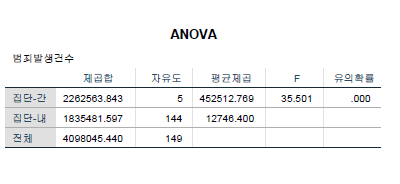 ANOVA
범죄발생건수
제곱합 자유도 평균제곱 F 유의확률
집단-간 2262563.843 5 452512.769 35.501 .000
집단-내 1835481.597 144 12746.400
전체 4098045.440 149